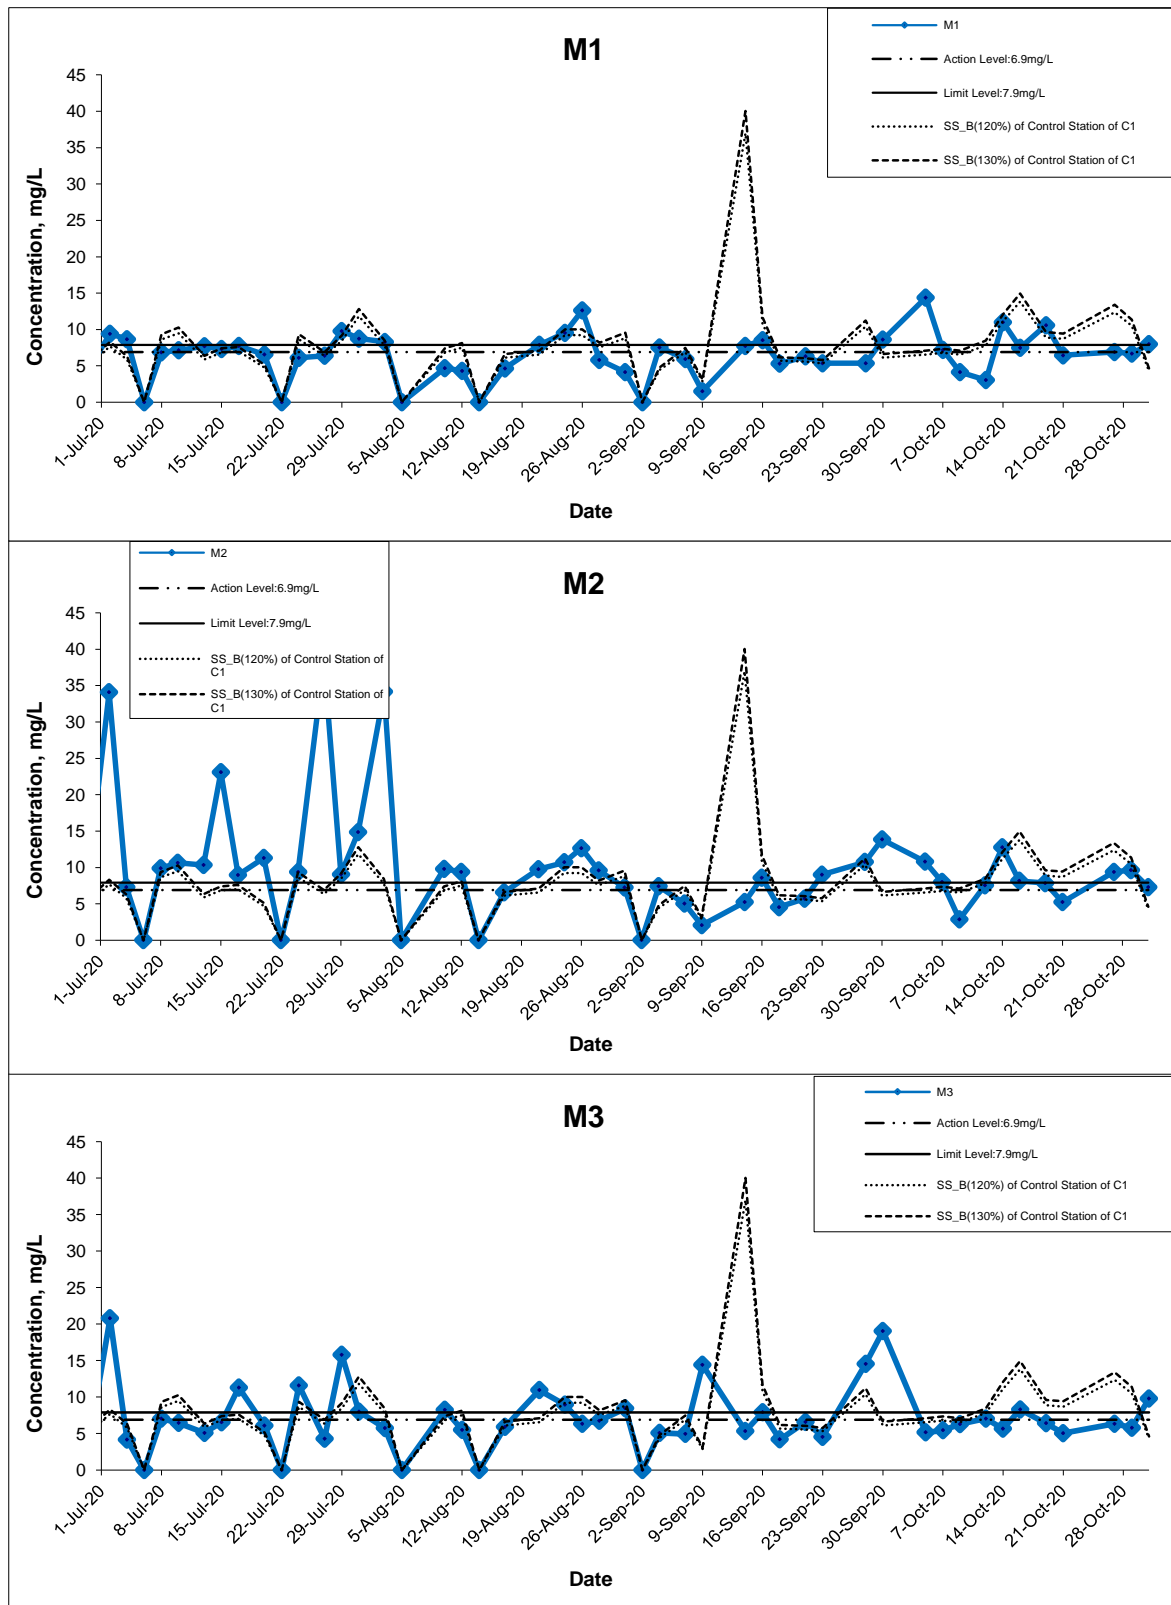 M1
M1
Action Level:6.9mg/L
Limit Level:7.9mg/L
SS_B(120%) of Control Station of C1
SS_B(130%) of Control Station of C1
Concentration, mg/L
45
40
35
30
25
20
15
10
5
0
1-Jul-20
8-Jul-20
15-Jul-20
22-Jul-20
29-Jul-20
5-Aug-20
12-Aug-20
19-Aug-20
26-Aug-20
2-Sep-20
9-Sep-20
16-Sep-20
23-Sep-20
30-Sep-20
7-Oct-20
14-Oct-20
21-Oct-20
28-Oct-20
Date
M2
M2
Action Level:6.9mg/L
Limit Level:7.9mg/L
SS_B(120%) of Control Station of
C1
SS_B(130%) of Control Station of
C1
Concentration, mg/L
45
40
35
30
25
20
15
10
5
0
1-Jul-20
8-Jul-20
15-Jul-20
22-Jul-20
29-Jul-20
5-Aug-20
12-Aug-20
19-Aug-20
26-Aug-20
2-Sep-20
9-Sep-20
16-Sep-20
23-Sep-20
30-Sep-20
7-Oct-20
14-Oct-20
21-Oct-20
28-Oct-20
Date
M3
M3
Action Level:6.9mg/L
Limit Level:7.9mg/L
SS_B(120%) of Control Station of C1
SS_B(130%) of Control Station of C1
Concentration, mg/L
45
40
35
30
25
20
15
10
5
0
1-Jul-20
8-Jul-20
15-Jul-20
22-Jul-20
29-Jul-20
5-Aug-20
12-Aug-20
19-Aug-20
26-Aug-20
2-Sep-20
9-Sep-20
16-Sep-20
23-Sep-20
30-Sep-20
7-Oct-20
14-Oct-20
21-Oct-20
28-Oct-20
Date